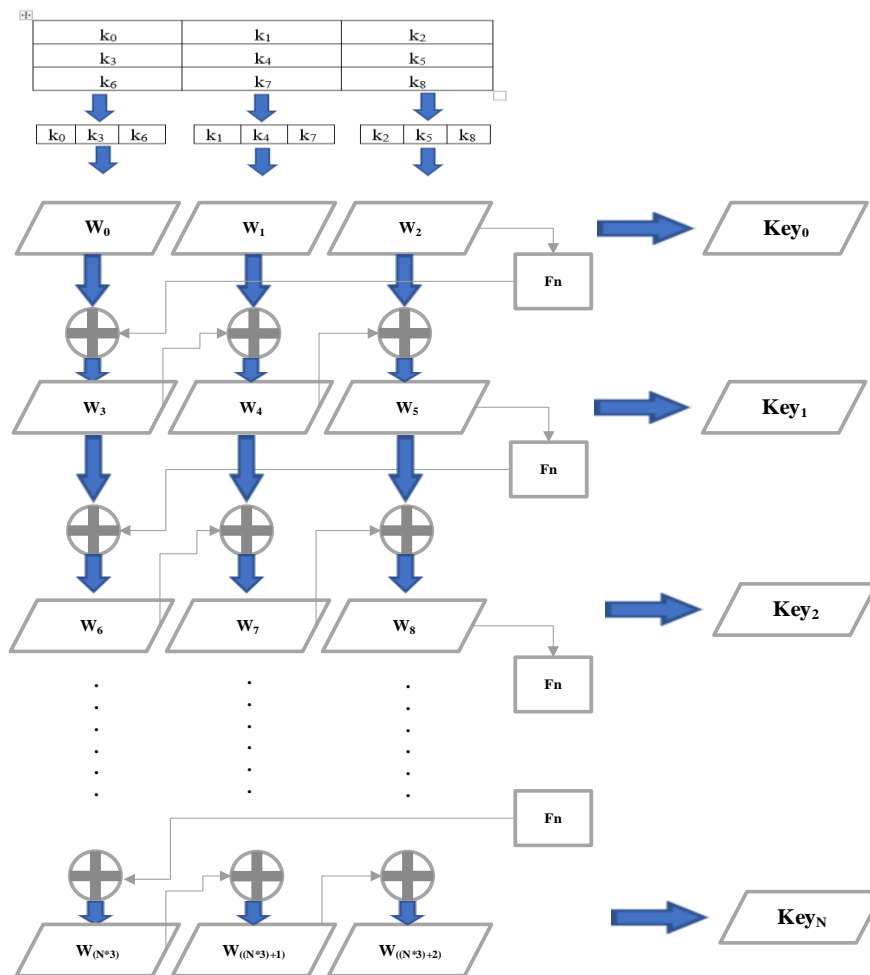 k₀ k₁ k₂
k₃ k₄ k₅
k₆ k₇ k₈
k₀ k₃ k₆ k₁ k₄ k₇ k₂ k₅ k₈
W₀ W₁ W₂ Key₀
Fn
W₃ W₄ W₅ Key₁
Fn
W₆ W₇ W₈ Key₂
Fn
Fn
W₍N*3₎ W₍₍N*3₎+1₎ W₍₍N*3₎+2₎ Key_N